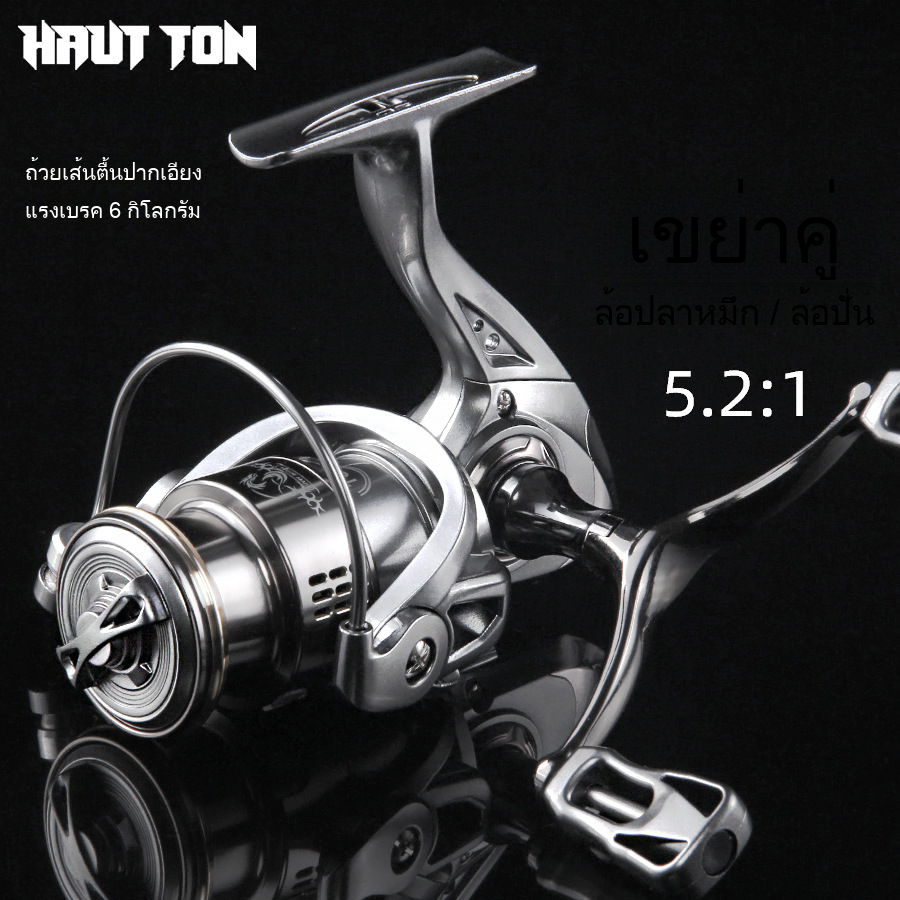 HAUT TON
ถ้วยเส้นตื้นปากเอียง
แรงเบรค 6 กิโลกรัม
เขย่าคู่
ล้อปลาหมึก / ล้อปั่น
5.2:1